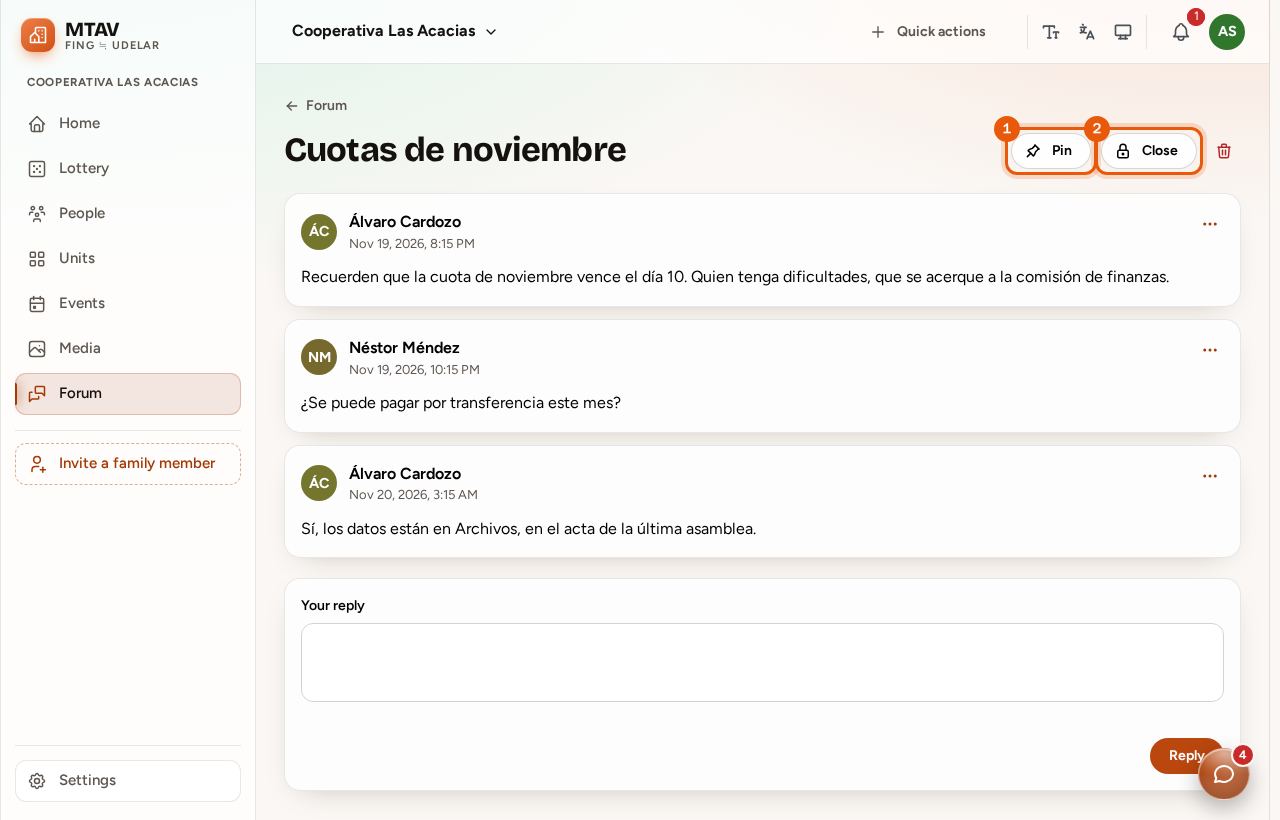 MTAV
FING ≒ UDELAR
COOPERATIVA LAS ACACIAS
Home
Lottery
People
Units
Events
Media
Forum
Invite a family member
Settings
Cooperativa Las Acacias
Quick actions
1
AS
Forum
Cuotas de noviembre
1
Pin
2
Close
ÁC
Álvaro Cardozo
Nov 19, 2026, 8:15 PM
Recuerden que la cuota de noviembre vence el día 10. Quien tenga dificultades, que se acerque a la comisión de finanzas.
NM
Néstor Méndez
Nov 19, 2026, 10:15 PM
¿Se puede pagar por transferencia este mes?
ÁC
Álvaro Cardozo
Nov 20, 2026, 3:15 AM
Sí, los datos están en Archivos, en el acta de la última asamblea.
Your reply
Reply
4